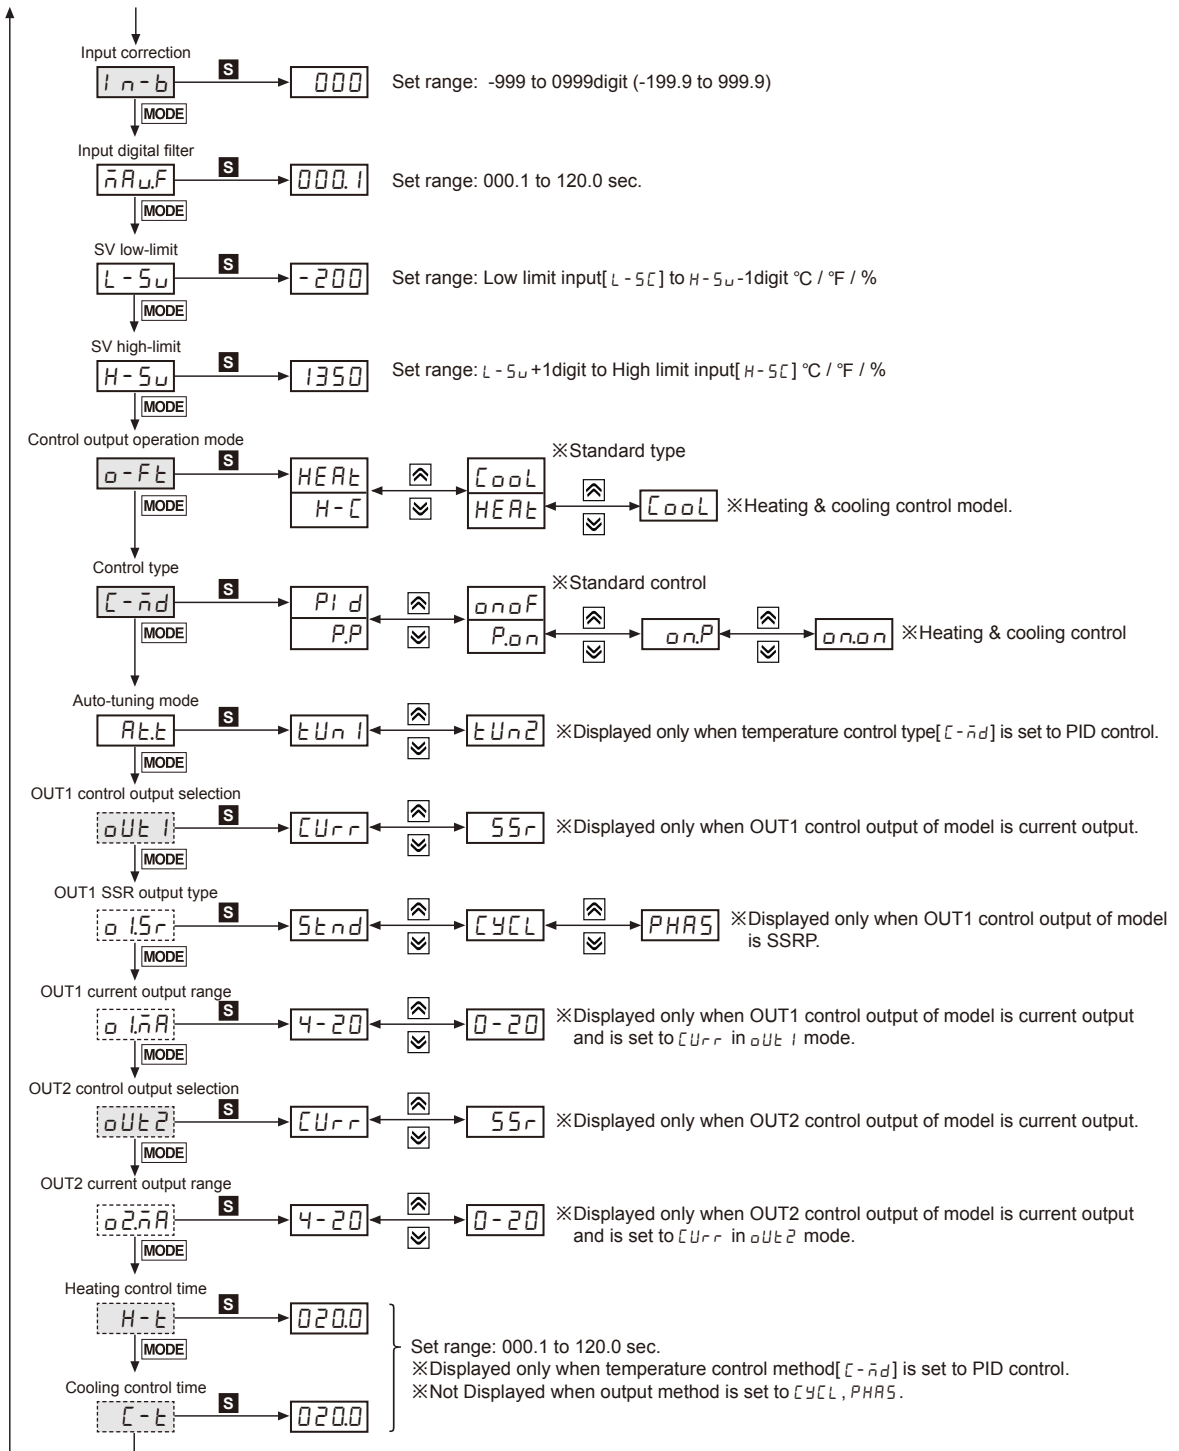 Input correction
In-b S 000 Set range: -999 to 0999digit (-199.9 to 999.9)
MODE
Input digital filter
mAv.F S 000.1 Set range: 000.1 to 120.0 sec.
MODE
SV low-limit
L-Sv S -200 Set range: Low limit input[ L-SC ] to H-Sv -1digit °C / °F / %
MODE
SV high-limit
H-Sv S 1350 Set range: L-Sv +1digit to High limit input[ H-SC ] °C / °F / %
MODE
Control output operation mode
※Standard type
o-Ft S HEAt CooL
MODE H-C HEAt CooL ※Heating & cooling control model.
Control type
※Standard control
C-md S PId onoF
MODE P.P P.on on.P on.on ※Heating & cooling control
Auto-tuning mode
At.t S tUn1 tUn2 ※Displayed only when temperature control type[ C-md ] is set to PID control.
MODE
OUT1 control output selection
oUt1 S CUrr SSr ※Displayed only when OUT1 control output of model is current output.
MODE
OUT1 SSR output type
o1.Sr S Stnd CYCL PHAS ※Displayed only when OUT1 control output of model
is SSRP.
MODE
OUT1 current output range
o1.mA S 4-20 0-20 ※Displayed only when OUT1 control output of model is current output
and is set to CUrr in oUt1 mode.
MODE
OUT2 control output selection
oUt2 S CUrr SSr ※Displayed only when OUT2 control output of model is current output.
MODE
OUT2 current output range
o2.mA S 4-20 0-20 ※Displayed only when OUT2 control output of model is current output
and is set to CUrr in oUt2 mode.
MODE
Heating control time
H-t S 020.0
MODE
Set range: 000.1 to 120.0 sec.
※Displayed only when temperature control method[ C-md ] is set to PID control.
※Not Displayed when output method is set to CYCL, PHAS.
Cooling control time
C-t S 020.0